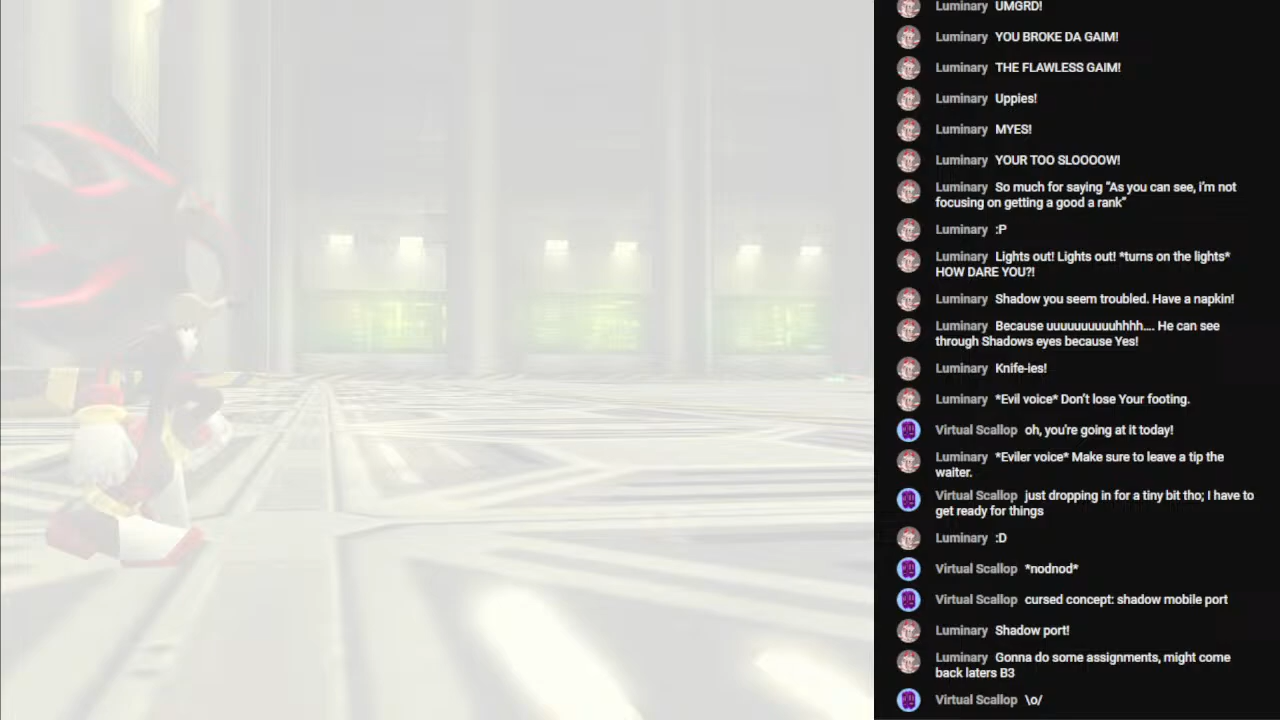 Luminary UMGRD!
Luminary YOU BROKE DA GAIM!
Luminary THE FLAWLESS GAIM!
Luminary Uppies!
Luminary MYES!
Luminary YOUR TOO SLOOOOW!
Luminary So much for saying “As you can see, i’m not
focusing on getting a good a rank”
Luminary :P
Luminary Lights out! Lights out! *turns on the lights*
HOW DARE YOU?!
Luminary Shadow you seem troubled. Have a napkin!
Luminary Because uuuuuuuuuuhhhh.... He can see
through Shadows eyes because Yes!
Luminary Knife-ies!
Luminary *Evil voice* Don’t lose Your footing.
Virtual Scallop oh, you're going at it today!
Luminary *Eviler voice* Make sure to leave a tip the
waiter.
Virtual Scallop just dropping in for a tiny bit tho; I have to
get ready for things
Luminary :D
Virtual Scallop *nodnod*
Virtual Scallop cursed concept: shadow mobile port
Luminary Shadow port!
Luminary Gonna do some assignments, might come
back laters B3
Virtual Scallop \o/